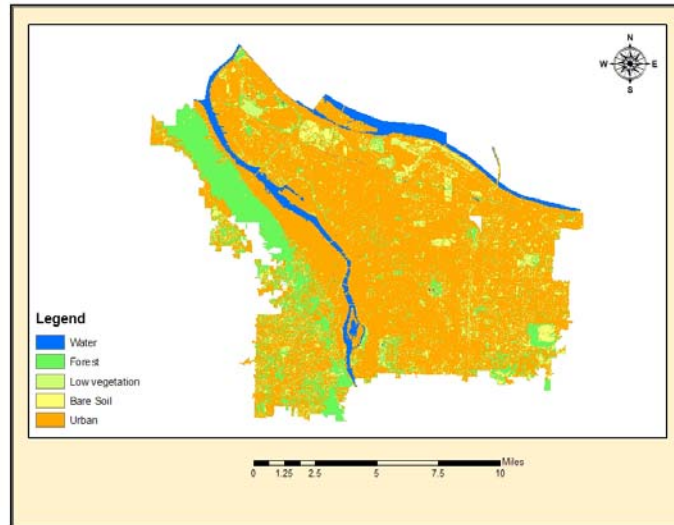 N
W E
S
Legend
Water
Forest
Low vegetation
Bare Soil
Urban
Miles
0 1.25 2.5 5 7.5 10